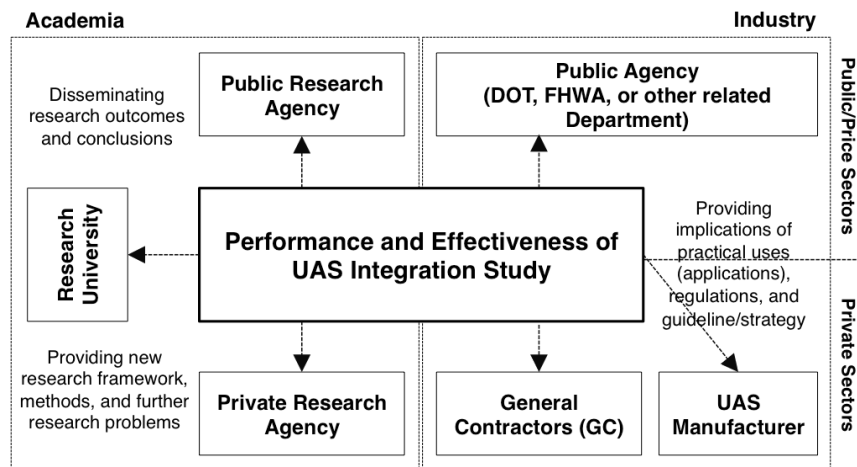 Academia
Industry
Disseminating
research outcomes
and conclusions
Public Research
Agency
Public Agency
(DOT, FHWA, or other related
Department)
Public/Price Sectors
Research
University
Performance and Effectiveness of
UAS Integration Study
Providing
implications of
practical uses
(applications),
regulations, and
guideline/strategy
Providing new
research framework,
methods, and further
research problems
Private Research
Agency
General
Contractors (GC)
UAS
Manufacturer
Private Sectors